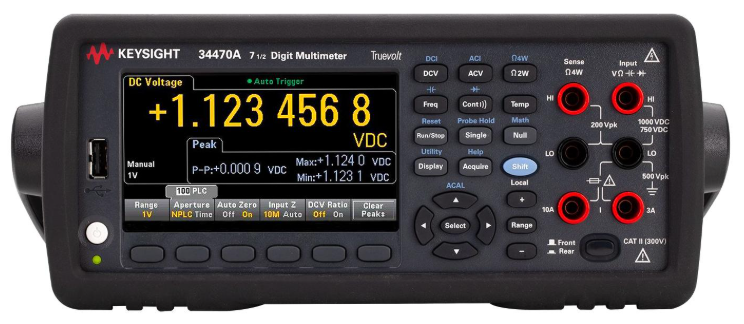 KEYSIGHT 34470A 7 1/2 Digit Multimeter Truevolt
DC Voltage
Auto Trigger
+1.123 456 8
VDC
Peak
Manual
1V
P-P:+0.000 9 VDC
Max:+1.124 0 VDC
Min:+1.123 1 VDC
100 PLC
Range
1V
Aperture
NPLC Time
Auto Zero
Off On
Input Z
10M Auto
DCV Ratio
Off On
Clear
Peaks
DCI ACI Ω4W
DCV ACV Ω2W
Freq Cont Temp
Reset Probe Hold Math
Run/Stop Single Null
Utility Help
Display Acquire Shift
ACAL Local
+
Select Range
–
Sense
Ω4W
Input
VΩ
HI HI
200 Vpk
1000 VDC
750 VDC
LO LO
500 Vpk
10A I 3A
Front
Rear
CAT II (300V)